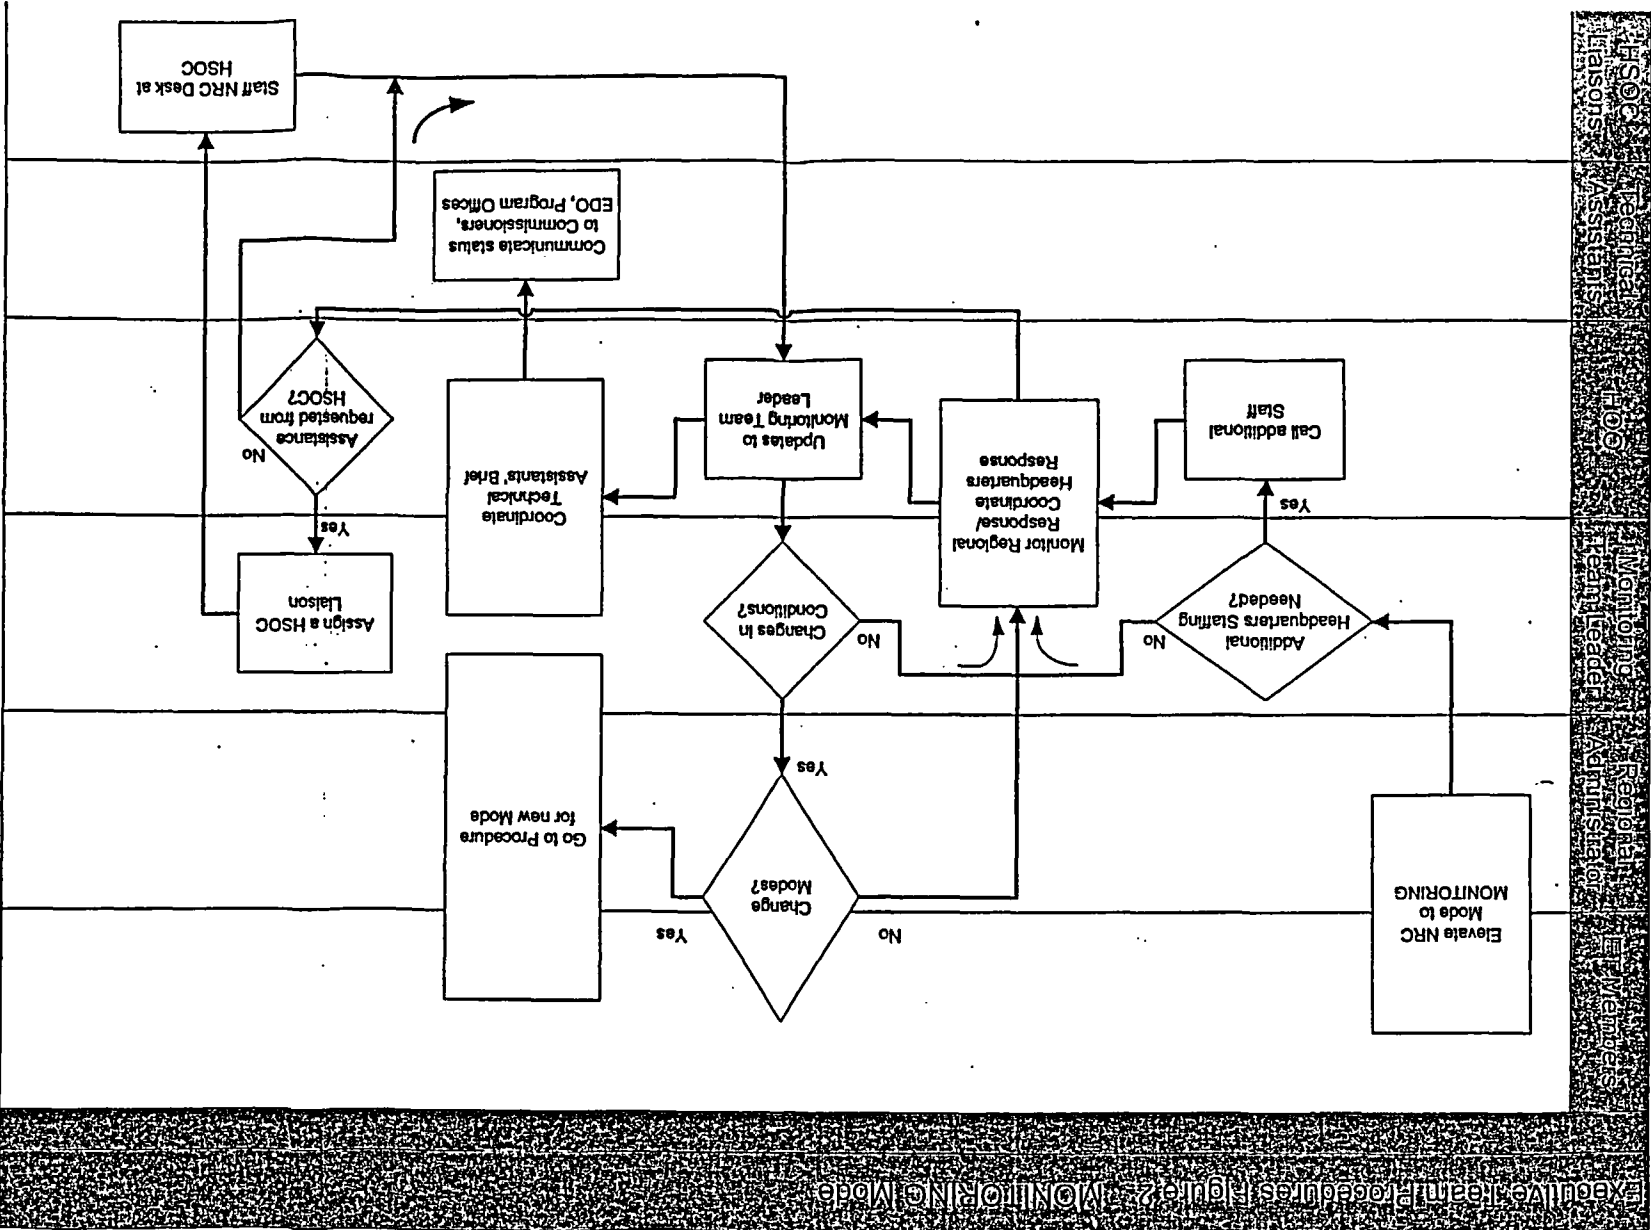 Executive Team Procedures Figure 2 - MONITORING Mode
ET Members
Regional
Administrator
Monitoring
Team Leader
HOO
Technical
Assistants
HSOC
Liaisons
Elevate NRC
Mode to
MONITORING
Additional
Headquarters Staffing
Needed?
No
Yes
Call additional
Staff
Monitor Regional
Response/
Coordinate
Headquarters
Response
Updates to
Monitoring Team
Leader
Changes In
Conditions?
No
Yes
Change
Modes?
No
Yes
Go to Procedure
for new Mode
Coordinate
Technical
Assistants' Brief
Communicate status
to Commissioners,
EDO, Program Offices
Assistance
requested from
HSOC?
No
Yes
Assign a HSOC
Liaison
Staff NRC Desk at
HSOC